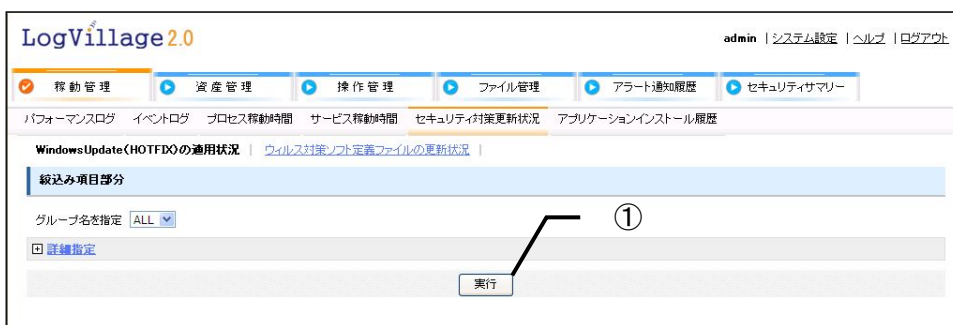 LogVillage 2.0
admin | システム設定 | ヘルプ | ログアウト
稼動管理 資産管理 操作管理 ファイル管理 アラート通知履歴 セキュリティサマリー
パフォーマンスログ イベントログ プロセス稼動時間 サービス稼動時間 セキュリティ対策更新状況 アプリケーションインストール履歴
WindowsUpdate(HOTFIX)の適用状況 | ウィルス対策ソフト定義ファイルの更新状況 |
絞込み項目部分
グループ名を指定 ALL
①
詳細指定
実行